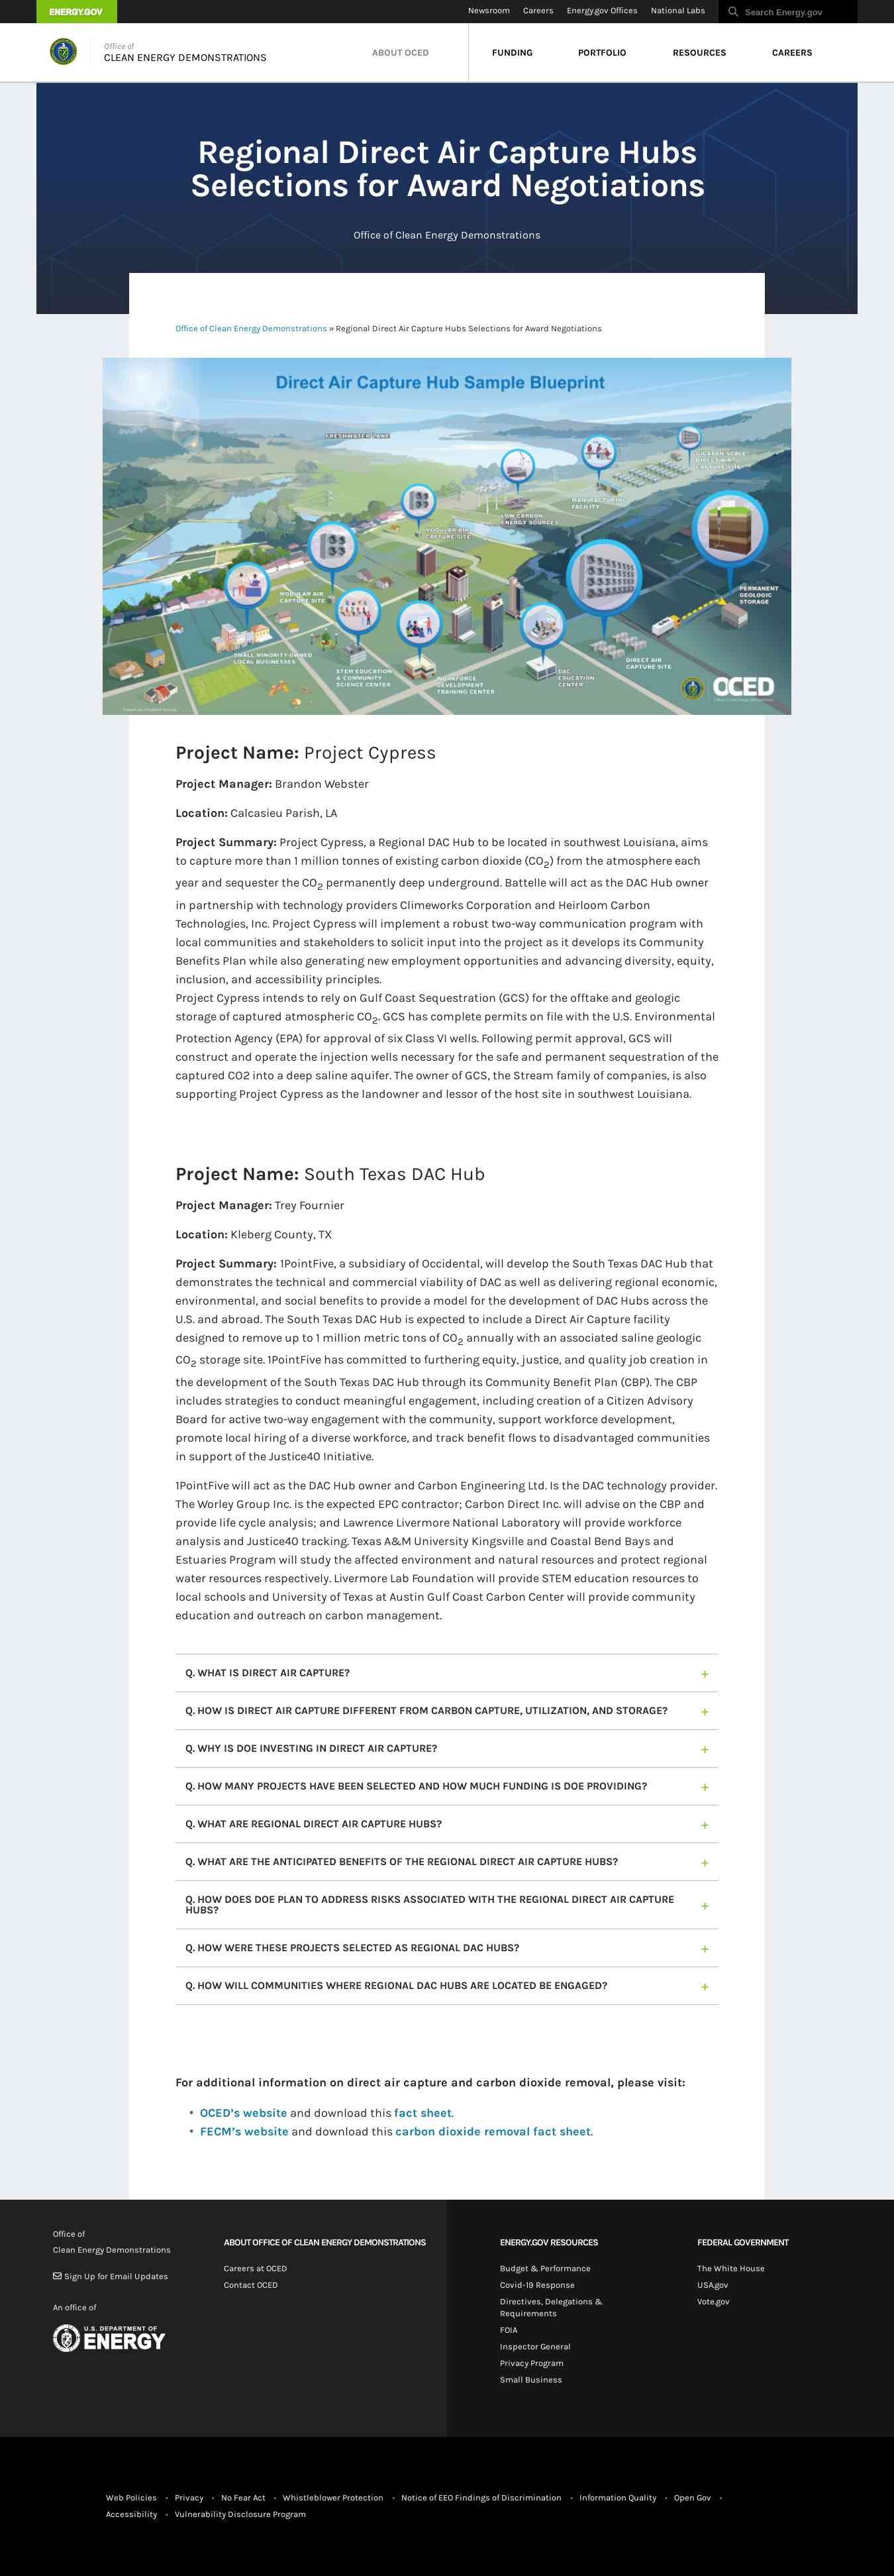 ENERGY.GOV
Newsroom Careers Energy.gov Offices National Labs Search Energy.gov
Office of
CLEAN ENERGY DEMONSTRATIONS
ABOUT OCED FUNDING PORTFOLIO RESOURCES CAREERS
Regional Direct Air Capture Hubs
Selections for Award Negotiations
Office of Clean Energy Demonstrations
Office of Clean Energy Demonstrations » Regional Direct Air Capture Hubs Selections for Award Negotiations
Direct Air Capture Hub Sample Blueprint
FRESHWATER LAKE
GIGATON-SCALE
DIRECT AIR
CAPTURE SITE
MANUFACTURING
FACILITY
LOW CARBON
ENERGY SOURCES
MODULAR AIR
CAPTURE SITE
PERMANENT
GEOLOGIC
STORAGE
MODULAR AIR
CAPTURE SITE
SMALL MINORITY-OWNED
LOCAL BUSINESSES
STEM EDUCATION
& COMMUNITY
SCIENCE CENTER
WORKFORCE
DEVELOPMENT
TRAINING CENTER
DAC
EDUCATION
CENTER
DIRECT AIR
CAPTURE SITE
OCED
Project Name: Project Cypress
Project Manager: Brandon Webster
Location: Calcasieu Parish, LA
Project Summary: Project Cypress, a Regional DAC Hub to be located in southwest Louisiana, aims
to capture more than 1 million tonnes of existing carbon dioxide (CO2) from the atmosphere each
year and sequester the CO2 permanently deep underground. Battelle will act as the DAC Hub owner
in partnership with technology providers Climeworks Corporation and Heirloom Carbon
Technologies, Inc. Project Cypress will implement a robust two-way communication program with
local communities and stakeholders to solicit input into the project as it develops its Community
Benefits Plan while also generating new employment opportunities and advancing diversity, equity,
inclusion, and accessibility principles.
Project Cypress intends to rely on Gulf Coast Sequestration (GCS) for the offtake and geologic
storage of captured atmospheric CO2. GCS has complete permits on file with the U.S. Environmental
Protection Agency (EPA) for approval of six Class VI wells. Following permit approval, GCS will
construct and operate the injection wells necessary for the safe and permanent sequestration of the
captured CO2 into a deep saline aquifer. The owner of GCS, the Stream family of companies, is also
supporting Project Cypress as the landowner and lessor of the host site in southwest Louisiana.
Project Name: South Texas DAC Hub
Project Manager: Trey Fournier
Location: Kleberg County, TX
Project Summary: 1PointFive, a subsidiary of Occidental, will develop the South Texas DAC Hub that
demonstrates the technical and commercial viability of DAC as well as delivering regional economic,
environmental, and social benefits to provide a model for the development of DAC Hubs across the
U.S. and abroad. The South Texas DAC Hub is expected to include a Direct Air Capture facility
designed to remove up to 1 million metric tons of CO2 annually with an associated saline geologic
CO2 storage site. 1PointFive has committed to furthering equity, justice, and quality job creation in
the development of the South Texas DAC Hub through its Community Benefit Plan (CBP). The CBP
includes strategies to conduct meaningful engagement, including creation of a Citizen Advisory
Board for active two-way engagement with the community, support workforce development,
promote local hiring of a diverse workforce, and track benefit flows to disadvantaged communities
in support of the Justice40 Initiative.
1PointFive will act as the DAC Hub owner and Carbon Engineering Ltd. Is the DAC technology provider.
The Worley Group Inc. is the expected EPC contractor; Carbon Direct Inc. will advise on the CBP and
provide life cycle analysis; and Lawrence Livermore National Laboratory will provide workforce
analysis and Justice40 tracking. Texas A&M University Kingsville and Coastal Bend Bays and
Estuaries Program will study the affected environment and natural resources and protect regional
water resources respectively. Livermore Lab Foundation will provide STEM education resources to
local schools and University of Texas at Austin Gulf Coast Carbon Center will provide community
education and outreach on carbon management.
Q. WHAT IS DIRECT AIR CAPTURE? +
Q. HOW IS DIRECT AIR CAPTURE DIFFERENT FROM CARBON CAPTURE, UTILIZATION, AND STORAGE? +
Q. WHY IS DOE INVESTING IN DIRECT AIR CAPTURE? +
Q. HOW MANY PROJECTS HAVE BEEN SELECTED AND HOW MUCH FUNDING IS DOE PROVIDING? +
Q. WHAT ARE REGIONAL DIRECT AIR CAPTURE HUBS? +
Q. WHAT ARE THE ANTICIPATED BENEFITS OF THE REGIONAL DIRECT AIR CAPTURE HUBS? +
Q. HOW DOES DOE PLAN TO ADDRESS RISKS ASSOCIATED WITH THE REGIONAL DIRECT AIR CAPTURE
HUBS? +
Q. HOW WERE THESE PROJECTS SELECTED AS REGIONAL DAC HUBS? +
Q. HOW WILL COMMUNITIES WHERE REGIONAL DAC HUBS ARE LOCATED BE ENGAGED? +
For additional information on direct air capture and carbon dioxide removal, please visit:
• OCED's website and download this fact sheet.
• FECM's website and download this carbon dioxide removal fact sheet.
Office of
Clean Energy Demonstrations
Sign Up for Email Updates
An office of
U.S. DEPARTMENT OF
ENERGY
ABOUT OFFICE OF CLEAN ENERGY DEMONSTRATIONS
Careers at OCED
Contact OCED
ENERGY.GOV RESOURCES
Budget & Performance
Covid-19 Response
Directives, Delegations &
Requirements
FOIA
Inspector General
Privacy Program
Small Business
FEDERAL GOVERNMENT
The White House
USA.gov
Vote.gov
Web Policies • Privacy • No Fear Act • Whistleblower Protection • Notice of EEO Findings of Discrimination • Information Quality • Open Gov •
Accessibility • Vulnerability Disclosure Program